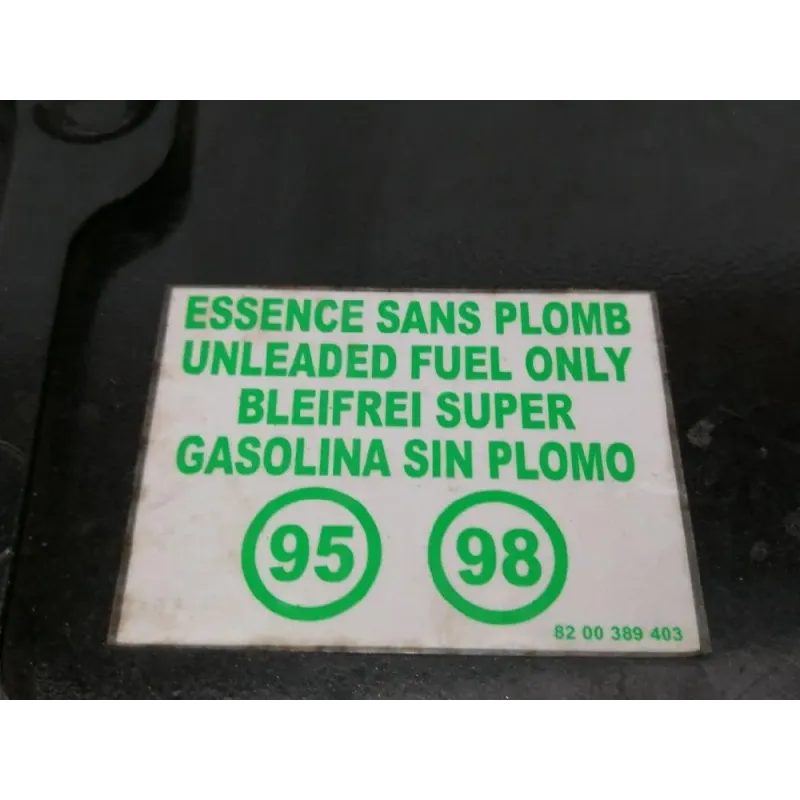 ESSENCE SANS PLOMB
UNLEADED FUEL ONLY
BLEIFREI SUPER
GASOLINA SIN PLOMO
95 98
82 00 389 403